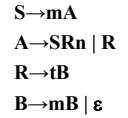 S→mA
A→SRn | R
R→tB
B→mB | ε